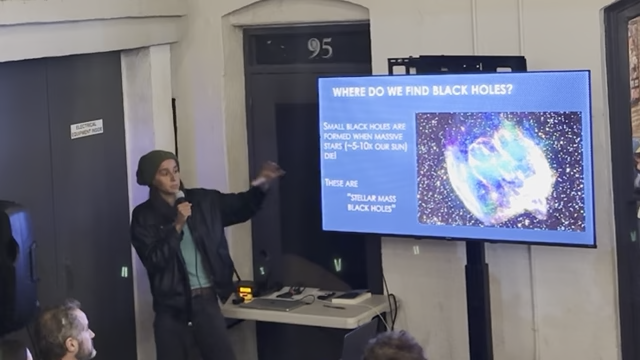 95
ELECTRICAL
EQUIPMENT ROOM
WHERE DO WE FIND BLACK HOLES?
SMALL BLACK HOLES ARE
FORMED WHEN MASSIVE
STARS (~5-10X OUR SUN)
DIE!
THESE ARE
"STELLAR MASS
BLACK HOLES"